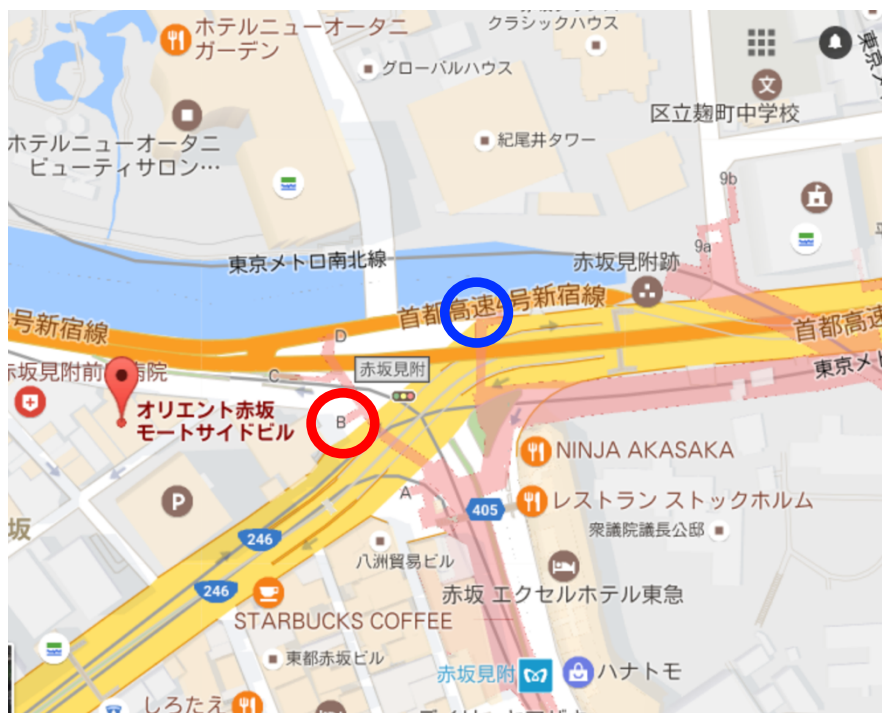 ホテルニューオータニ
ガーデン
クラシックハウス
グローバルハウス
東京メ
区立麹町中学校
紀尾井タワー
ホテルニューオータニ
ビューティサロン…
9b
9a
東京メトロ南北線
赤坂見附跡
首都高速4号新宿線
号新宿線
首都高速
D
赤坂見附
東京メト
C
オリエント赤坂
モートサイドビル
B
NINJA AKASAKA
A
405
レストラン ストックホルム
衆議院議長公邸
坂
P
246
八洲貿易ビル
246
赤坂 エクセルホテル東急
STARBUCKS COFFEE
東都赤坂ビル
赤坂見附
ハナトモ
しろたえ